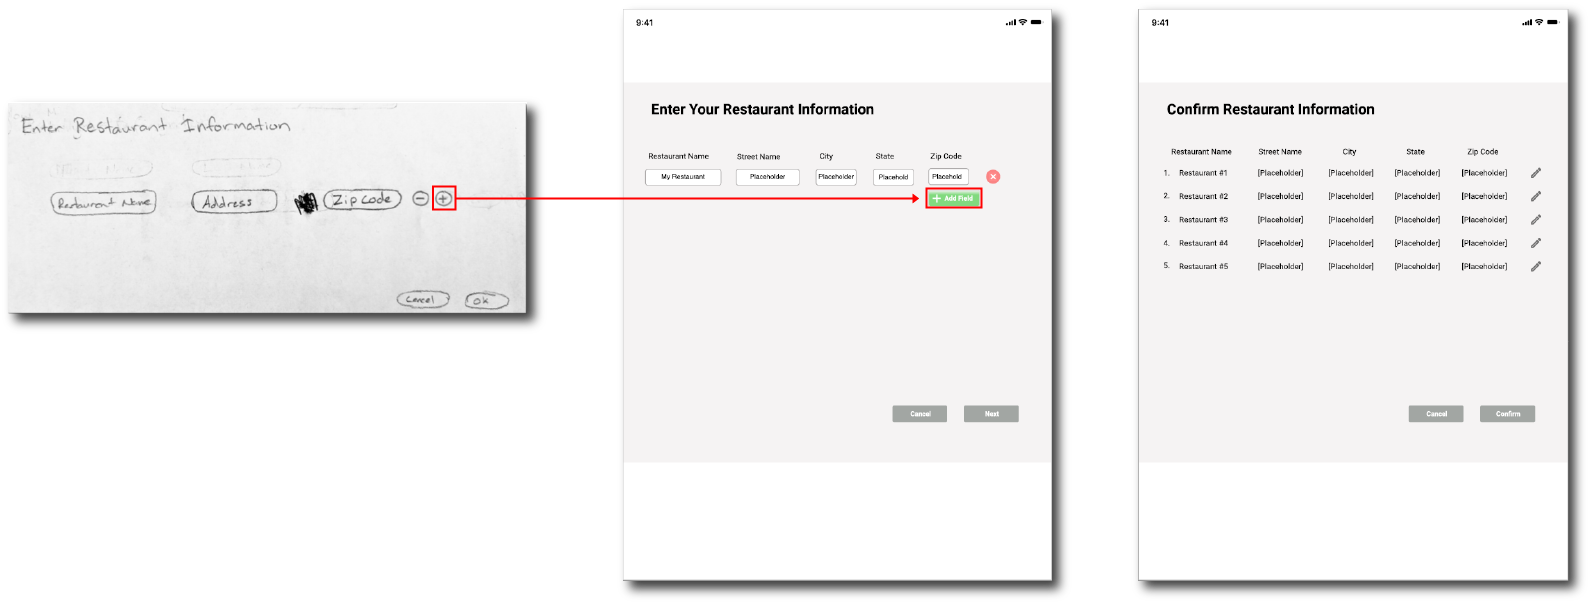 Enter Restaurant Information
Restaurant Name Address Zip Code
Cancel OK
9:41
Enter Your Restaurant Information
Restaurant Name Street Name City State Zip Code
My Restaurant Placeholder Placeholder Placehold Placehold
+ Add Field
Cancel Next
9:41
Confirm Restaurant Information
Restaurant Name Street Name City State Zip Code
1. Restaurant #1 [Placeholder] [Placeholder] [Placeholder] [Placeholder]
2. Restaurant #2 [Placeholder] [Placeholder] [Placeholder] [Placeholder]
3. Restaurant #3 [Placeholder] [Placeholder] [Placeholder] [Placeholder]
4. Restaurant #4 [Placeholder] [Placeholder] [Placeholder] [Placeholder]
5. Restaurant #5 [Placeholder] [Placeholder] [Placeholder] [Placeholder]
Cancel Confirm